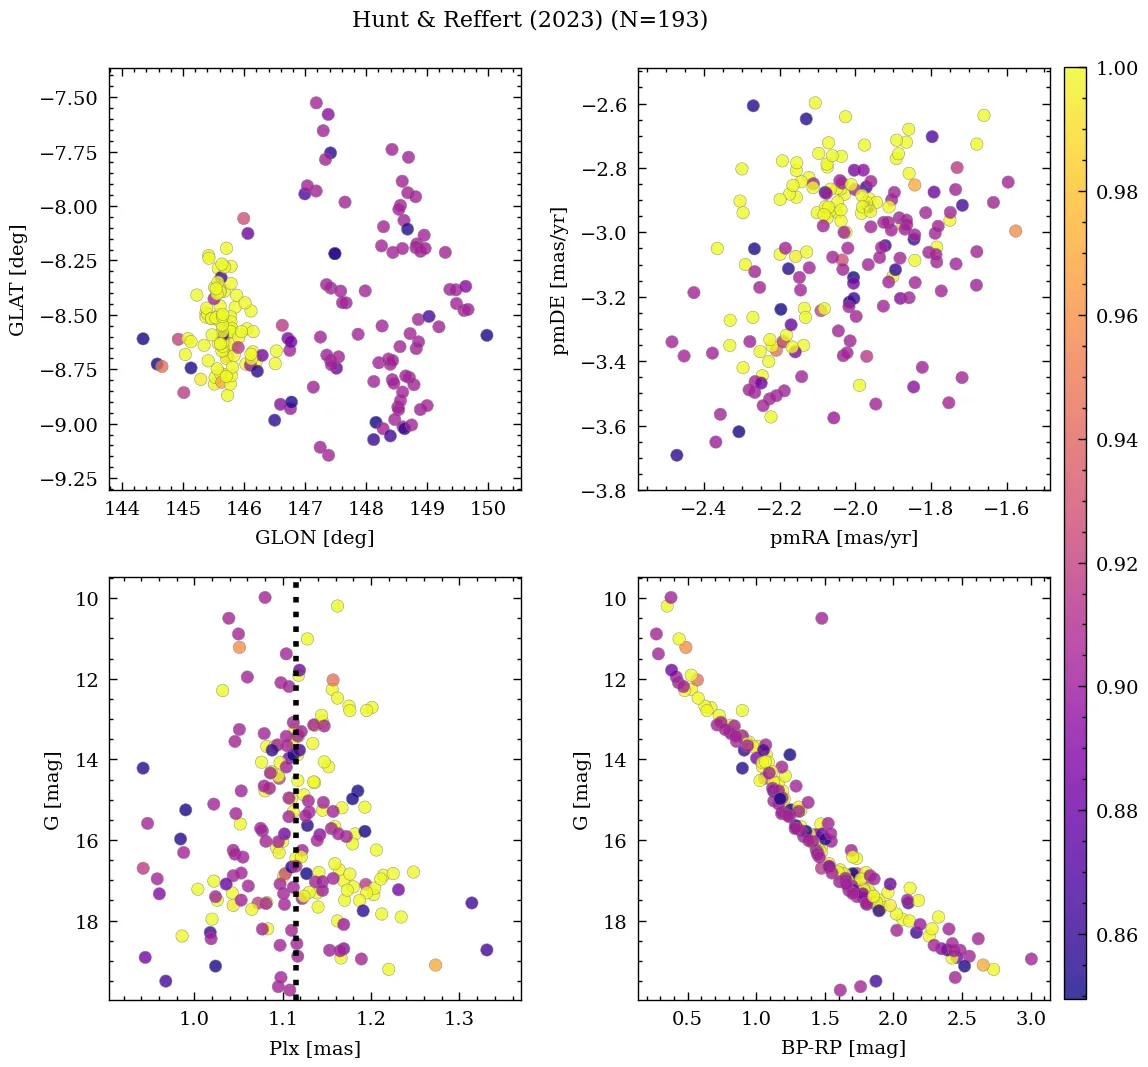 Hunt & Reffert (2023) (N=193)
−7.50
−7.75
−8.00
−8.25
−8.50
−8.75
−9.00
−9.25
GLAT [deg]
144 145 146 147 148 149 150
GLON [deg]
−2.6
−2.8
−3.0
−3.2
−3.4
−3.6
−3.8
pmDE [mas/yr]
−2.4 −2.2 −2.0 −1.8 −1.6
pmRA [mas/yr]
10
12
14
16
18
G [mag]
1.0 1.1 1.2 1.3
Plx [mas]
10
12
14
16
18
G [mag]
0.5 1.0 1.5 2.0 2.5 3.0
BP-RP [mag]
1.00
0.98
0.96
0.94
0.92
0.90
0.88
0.86